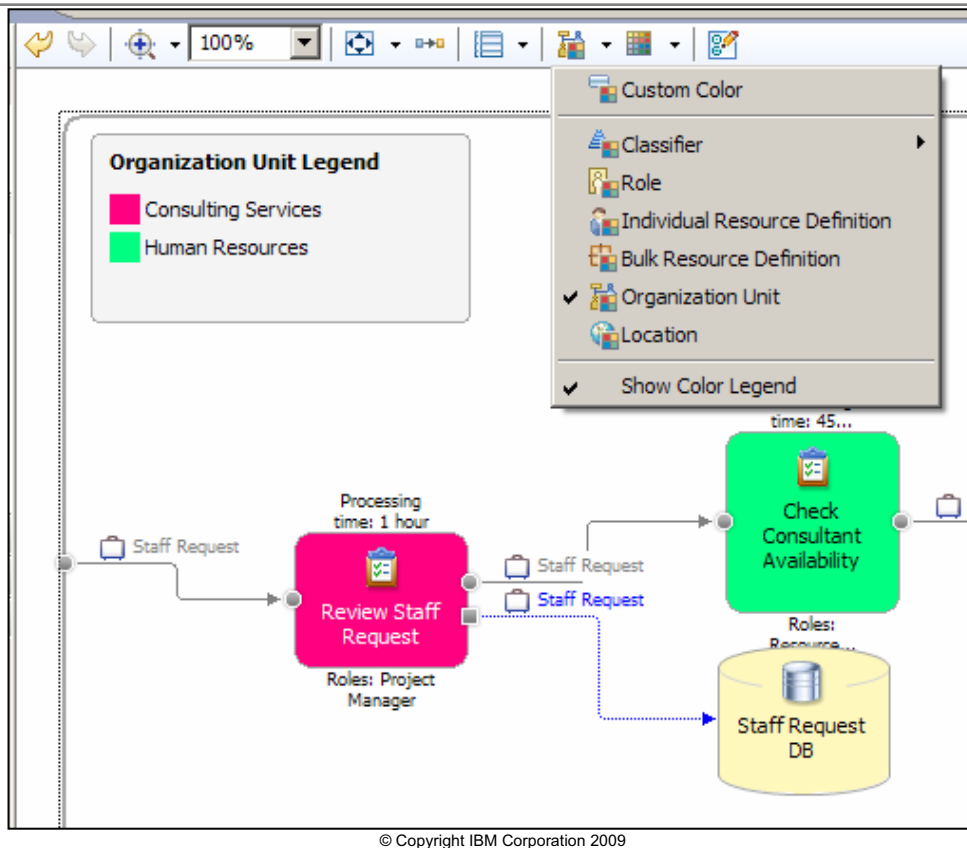 100%
Custom Color
Classifier
Role
Individual Resource Definition
Bulk Resource Definition
Organization Unit
Location
Show Color Legend
Organization Unit Legend
Consulting Services
Human Resources
Staff Request
Processing
time: 1 hour
Review Staff
Request
Roles: Project
Manager
Staff Request
Staff Request
time: 45...
Check
Consultant
Availability
Roles:
Resource...
Staff Request
DB
© Copyright IBM Corporation 2009